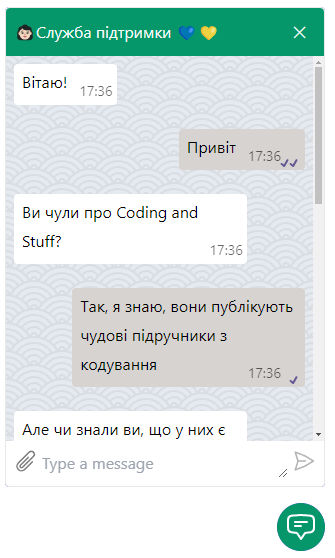 Служба підтримки
Вітаю!
17:36
Привіт
17:36
Ви чули про Coding and
Stuff?
17:36
Так, я знаю, вони публікують
чудові підручники з
кодування
17:36
Але чи знали ви, що у них є
Type a message